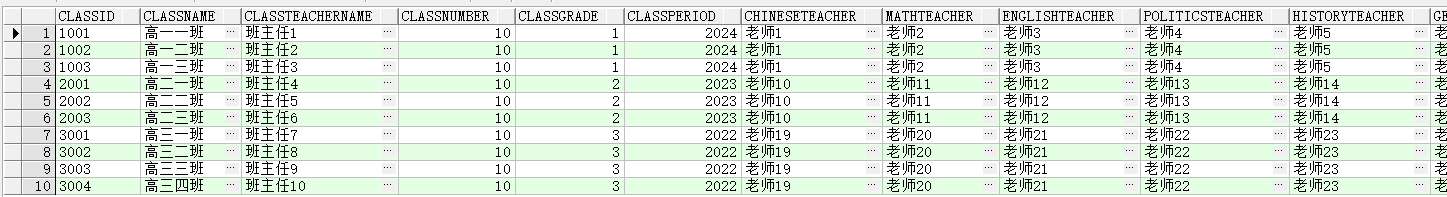 CLASSID CLASSNAME CLASSTEACHERNAME CLASSNUMBER CLASSGRADE CLASSPERIOD CHINESETEACHER MATHTEACHER ENGLISHTEACHER POLITICSTEACHER HISTORYTEACHER
1 1001 高一一班 班主任1 10 1 2024 老师1 老师2 老师3 老师4 老师5
2 1002 高一二班 班主任2 10 1 2024 老师1 老师2 老师3 老师4 老师5
3 1003 高一三班 班主任3 10 1 2024 老师1 老师2 老师3 老师4 老师5
4 2001 高二一班 班主任4 10 2 2023 老师10 老师11 老师12 老师13 老师14
5 2002 高二二班 班主任5 10 2 2023 老师10 老师11 老师12 老师13 老师14
6 2003 高二三班 班主任6 10 2 2023 老师10 老师11 老师12 老师13 老师14
7 3001 高三一班 班主任7 10 3 2022 老师19 老师20 老师21 老师22 老师23
8 3002 高三二班 班主任8 10 3 2022 老师19 老师20 老师21 老师22 老师23
9 3003 高三三班 班主任9 10 3 2022 老师19 老师20 老师21 老师22 老师23
10 3004 高三四班 班主任10 10 3 2022 老师19 老师20 老师21 老师22 老师23